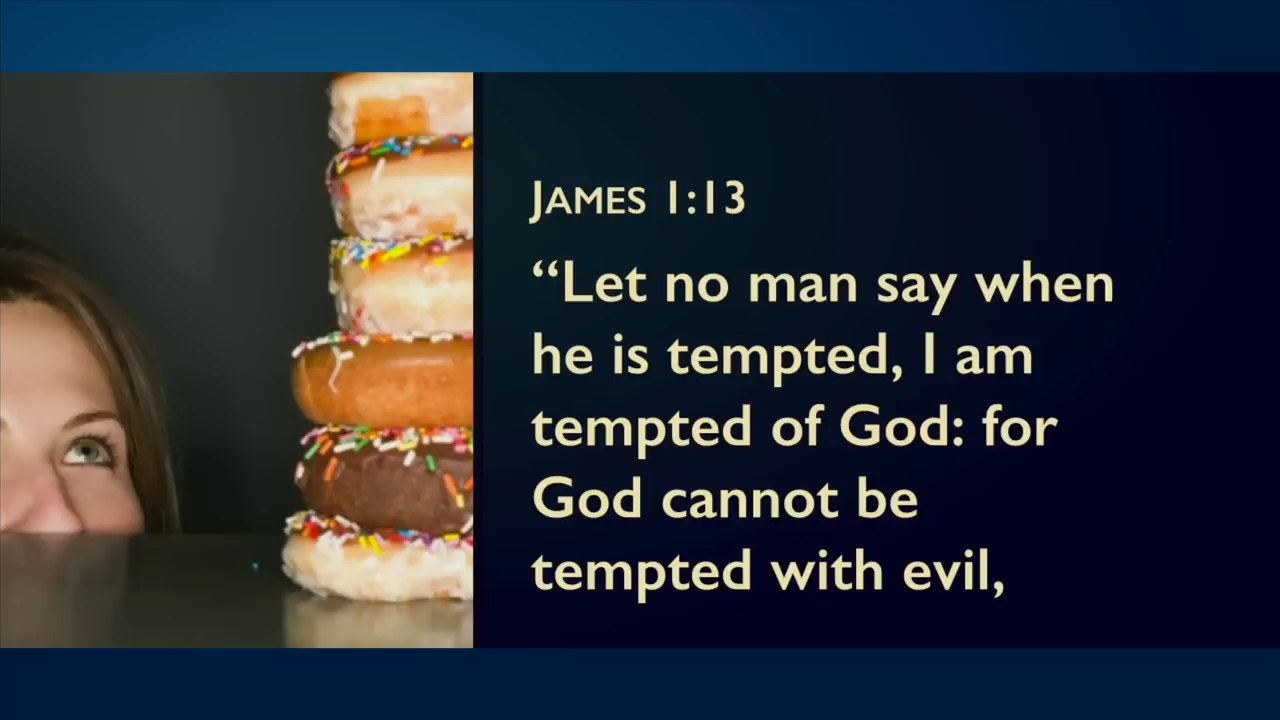 James 1:13
“Let no man say when
he is tempted, I am
tempted of God: for
God cannot be
tempted with evil,